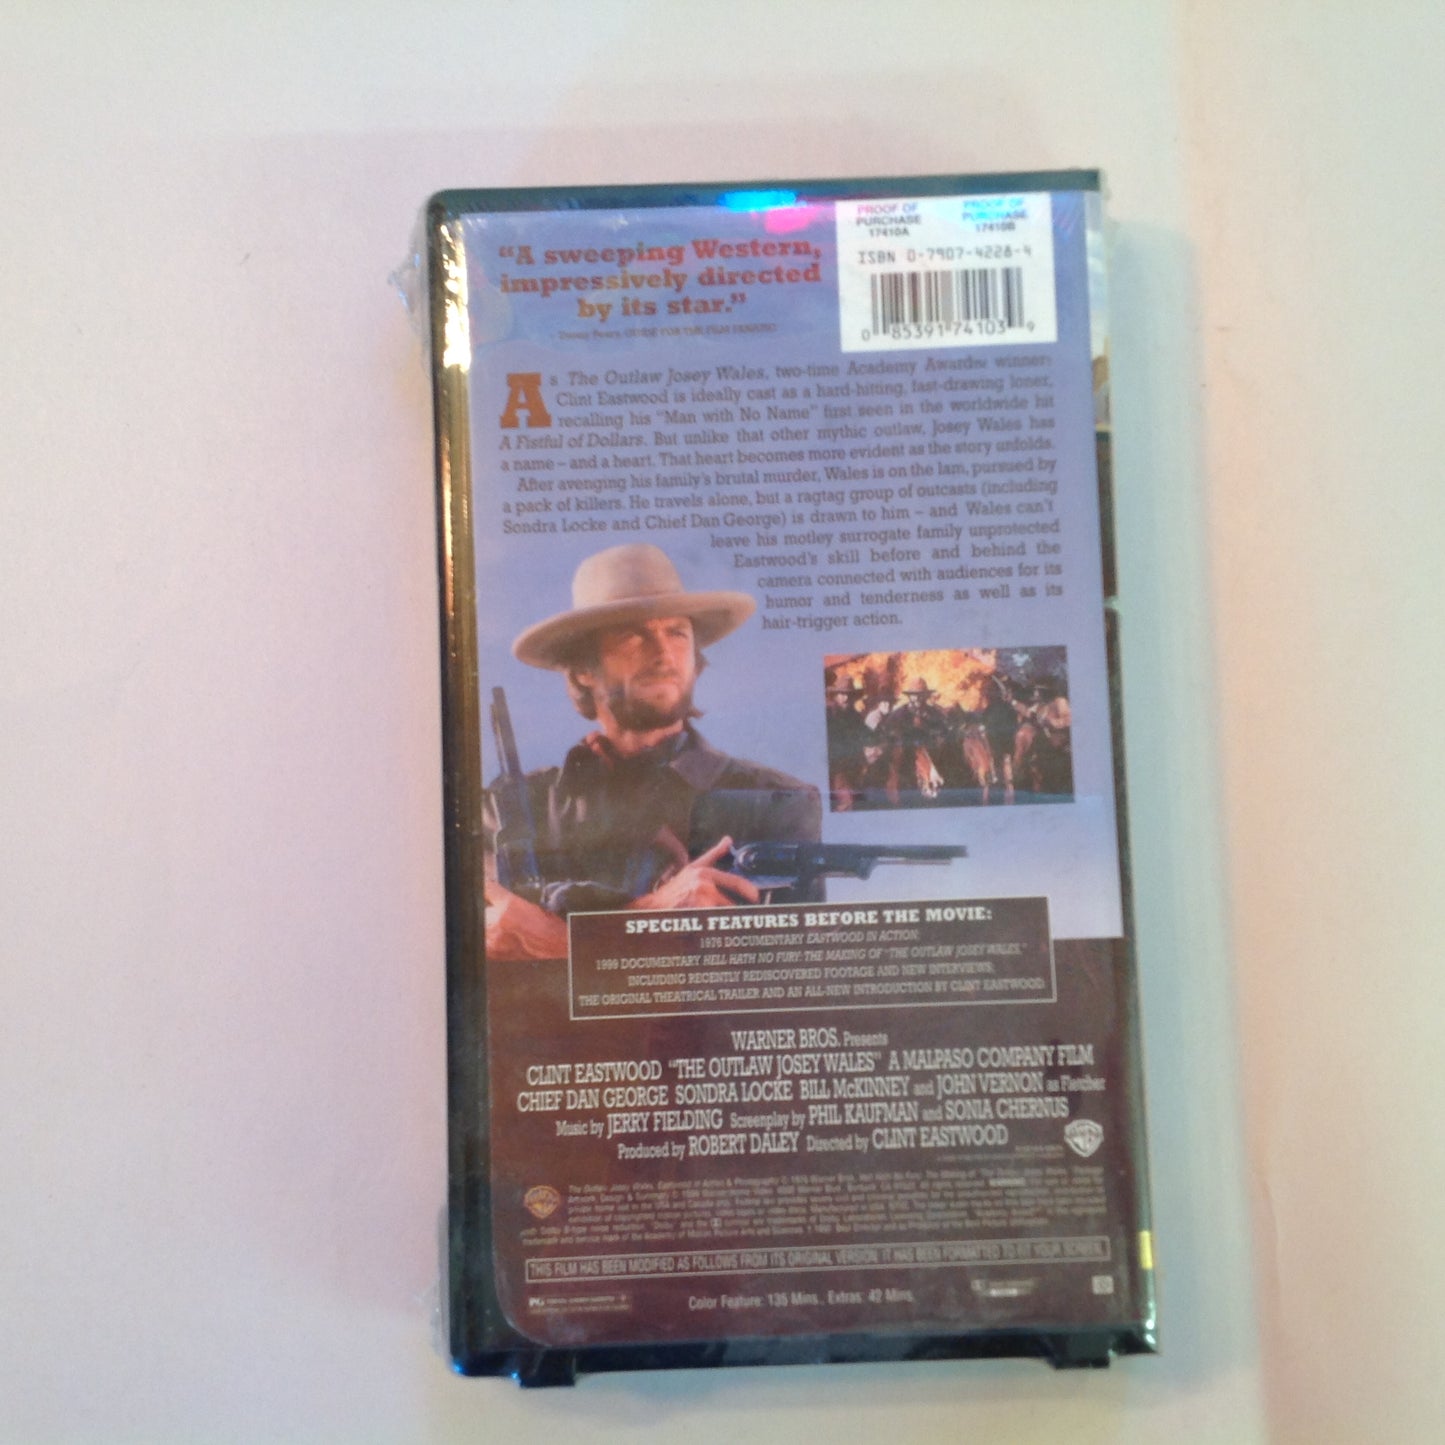 “A sweeping Western,
impressively directed
by its star.”
GUIDE FOR THE FILM FANATIC
PROOF OF
PURCHASE
17410A
PROOF OF
PURCHASE
17410B
ISBN 0-7907-4228-4
0 85391 74103 9
As The Outlaw Josey Wales, two-time Academy Award winner
Clint Eastwood is ideally cast as a hard-hitting, fast-drawing loner,
recalling his “Man with No Name” first seen in the worldwide hit
A Fistful of Dollars. But unlike that other mythic outlaw, Josey Wales has
a name – and a heart. That heart becomes more evident as the story unfolds.
After avenging his family’s brutal murder, Wales is on the lam, pursued by
a pack of killers. He travels alone, but a ragtag group of outcasts (including
Sondra Locke and Chief Dan George) is drawn to him – and Wales can’t
leave his motley surrogate family unprotected
Eastwood’s skill before and behind the
camera connected with audiences for its
humor and tenderness as well as its
hair-trigger action.
SPECIAL FEATURES BEFORE THE MOVIE:
1976 DOCUMENTARY EASTWOOD IN ACTION;
1999 DOCUMENTARY HELL HATH NO FURY: THE MAKING OF “THE OUTLAW JOSEY WALES,”
INCLUDING RECENTLY REDISCOVERED FOOTAGE AND NEW INTERVIEWS;
THE ORIGINAL THEATRICAL TRAILER AND AN ALL-NEW INTRODUCTION BY CLINT EASTWOOD!
WARNER BROS. Presents
CLINT EASTWOOD “THE OUTLAW JOSEY WALES” A MALPASO COMPANY FILM
CHIEF DAN GEORGE SONDRA LOCKE BILL McKINNEY and JOHN VERNON as Fletcher
Music by JERRY FIELDING Screenplay by PHIL KAUFMAN and SONIA CHERNUS
Produced by ROBERT DALEY Directed by CLINT EASTWOOD
THIS FILM HAS BEEN MODIFIED AS FOLLOWS FROM ITS ORIGINAL VERSION: IT HAS BEEN FORMATTED TO FIT YOUR SCREEN.
PG
Color Feature: 135 Mins., Extras: 42 Mins.